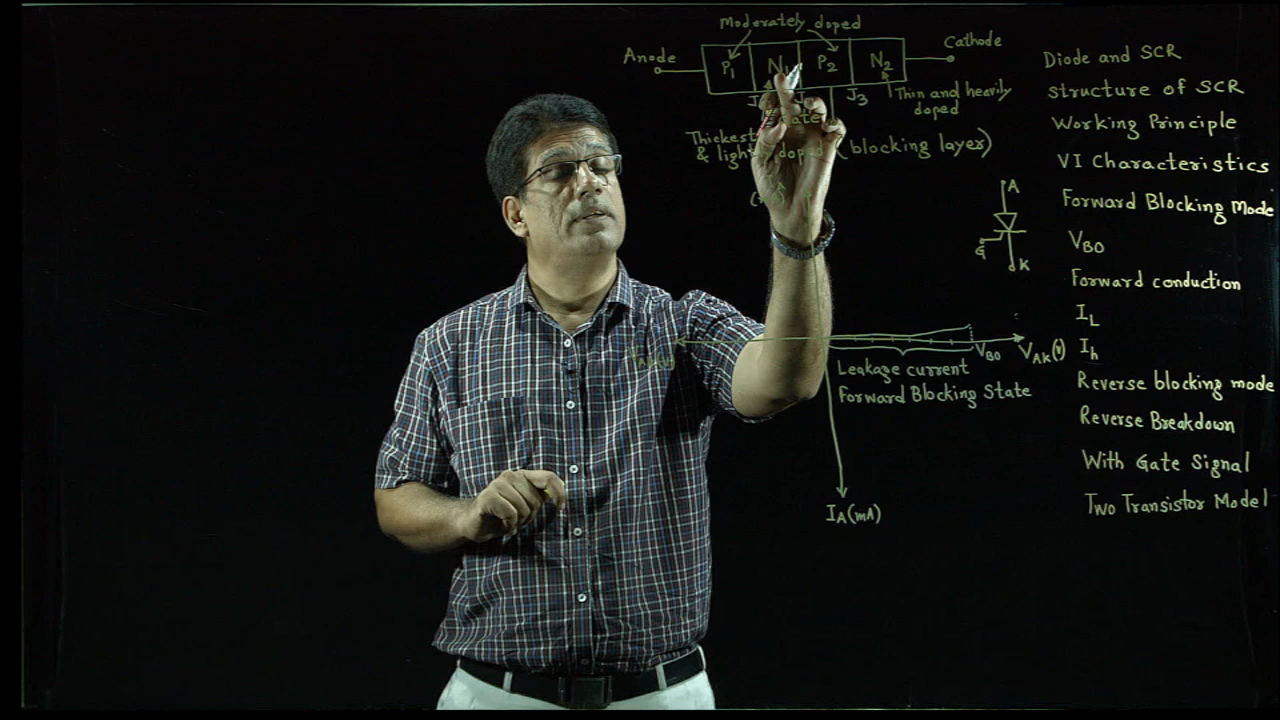 Moderately doped
Anode
P1 N1 P2 N2
Cathode
J J3
Thin and heavily
doped
Thickest
& lightly doped (blocking layer)
A
G
K
VBO
VAK(V)
Leakage current
Forward Blocking State
IA(mA)
Diode and SCR
structure of SCR
Working Principle
VI Characteristics
Forward Blocking Mode
VBO
Forward conduction
IL
Ih
Reverse blocking mode
Reverse Breakdown
With Gate Signal
Two Transistor Model